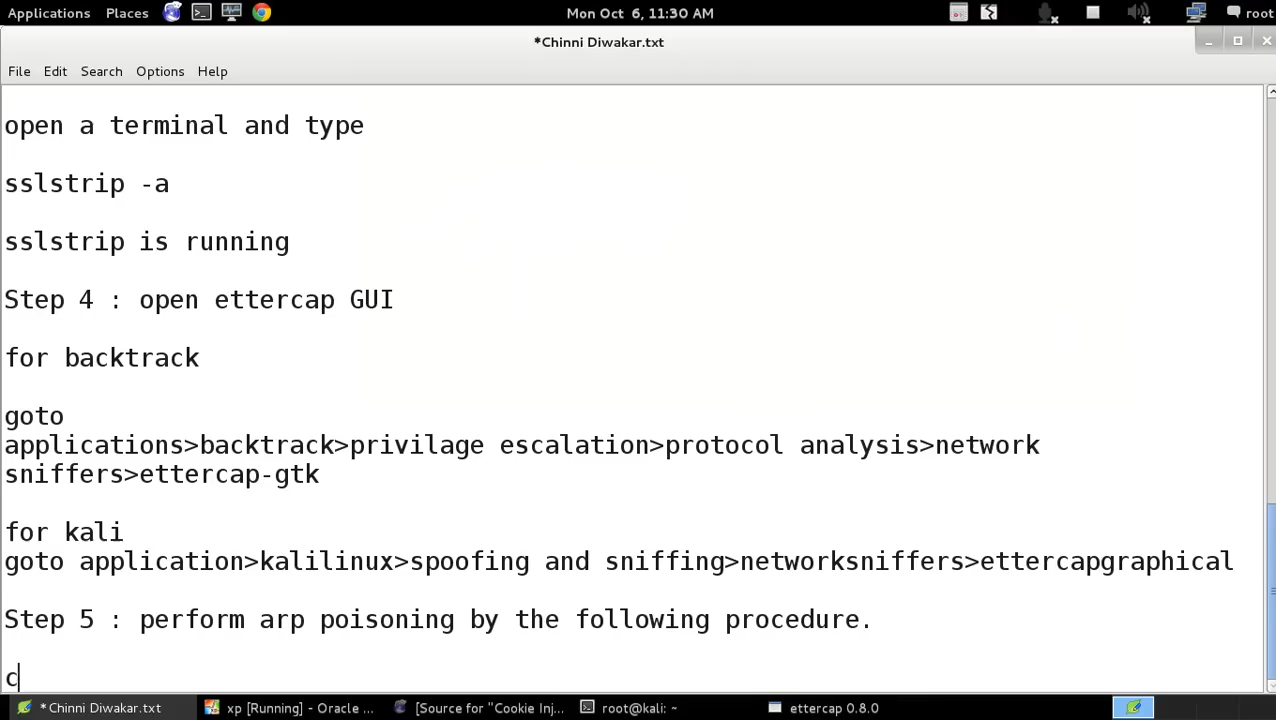 Applications Places Mon Oct 6, 11:30 AM root
*Chinni Diwakar.txt
File Edit Search Options Help
open a terminal and type
sslstrip -a
sslstrip is running
Step 4 : open ettercap GUI
for backtrack
goto
applications>backtrack>privilage escalation>protocol analysis>network
sniffers>ettercap-gtk
for kali
goto application>kalilinux>spoofing and sniffing>networksniffers>ettercapgraphical
Step 5 : perform arp poisoning by the following procedure.
c
*Chinni Diwakar.txt xp [Running] - Oracle ... [Source for "Cookie Inj... root@kali: ~ ettercap 0.8.0